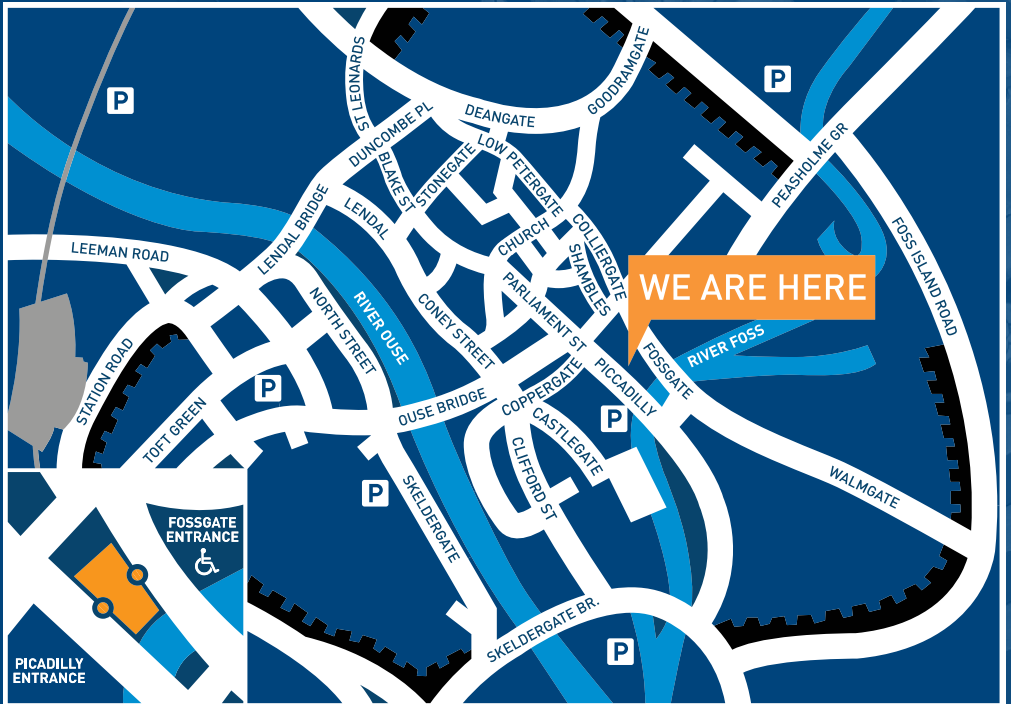 P
P
ST LEONARDS
DUNCOMBE PL
DEANGATE
GOODRAMGATE
PEASHOLME GR
BLAKE ST
STONEGATE
LOW PETERGATE
LENDAL
LENDAL BRIDGE
LEEMAN ROAD
CHURCH
COLLIERGATE
SHAMBLES
FOSS ISLAND ROAD
WE ARE HERE
PARLIAMENT ST
NORTH STREET
RIVER OUSE
CONEY STREET
RIVER FOSS
FOSSGATE
PICCADILLY
STATION ROAD
P
TOFT GREEN
OUSE BRIDGE
COPPERGATE
P
CASTLEGATE
CLIFFORD ST
WALMGATE
P
SKELDERGATE
SKELDERGATE BR.
P
FOSSGATE
ENTRANCE
PICADILLY
ENTRANCE